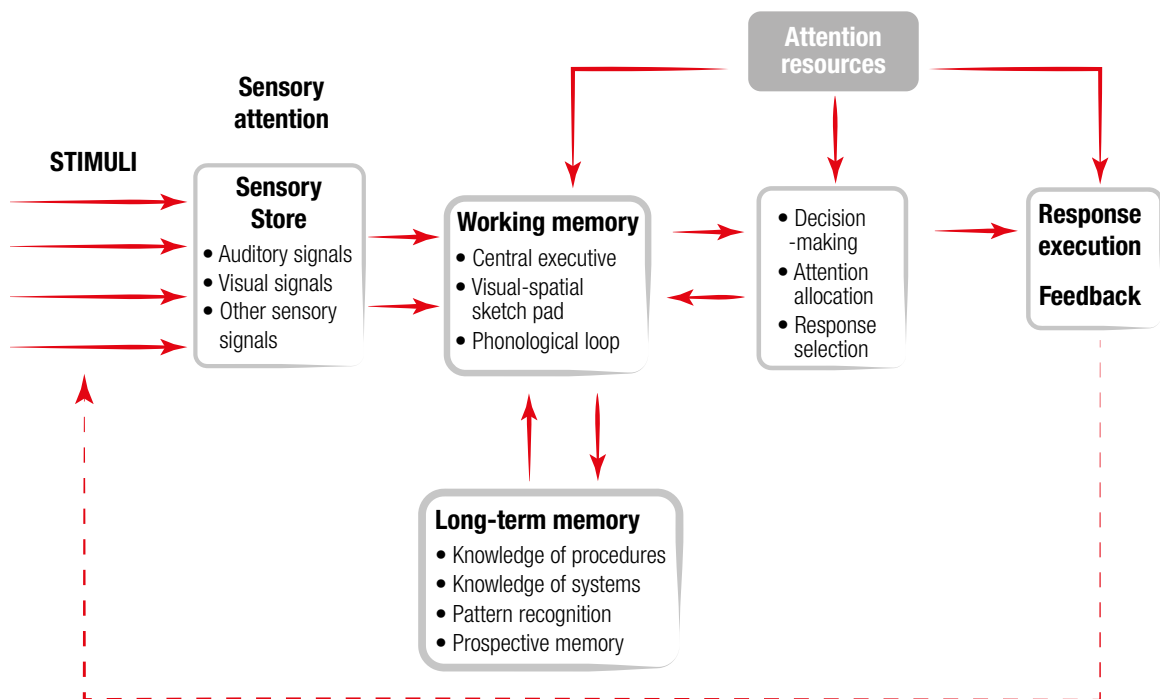 Attention
resources
Sensory
attention
STIMULI
Sensory
Store
• Auditory signals
• Visual signals
• Other sensory
signals
Working memory
• Central executive
• Visual-spatial
sketch pad
• Phonological loop
• Decision
-making
• Attention
allocation
• Response
selection
Response
execution
Feedback
Long-term memory
• Knowledge of procedures
• Knowledge of systems
• Pattern recognition
• Prospective memory